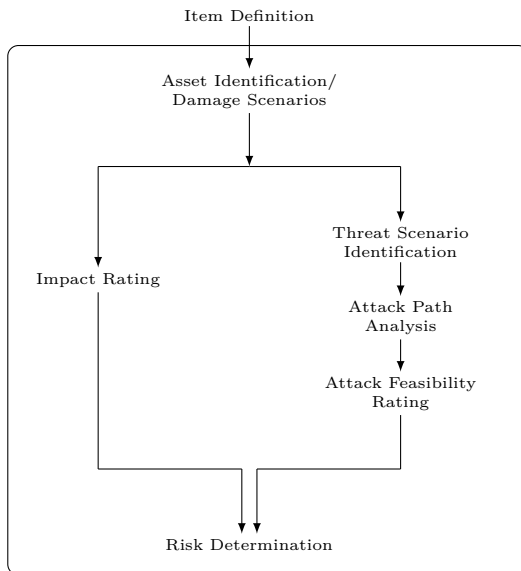 Item Definition
Asset Identification/
Damage Scenarios
Threat Scenario
Identification
Impact Rating
Attack Path
Analysis
Attack Feasibility
Rating
Risk Determination